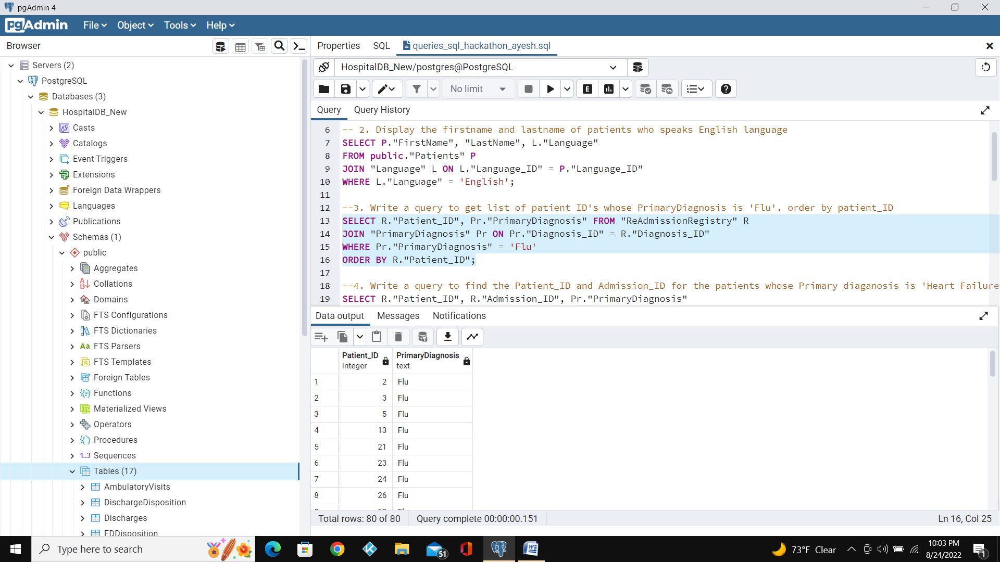 pgAdmin 4
pgAdmin
File
Object
Tools
Help
Browser
Properties
SQL
queries_sql_hackathon_ayesh.sql
Servers (2)
PostgreSQL
Databases (3)
HospitalDB_New
Casts
Catalogs
Event Triggers
Extensions
Foreign Data Wrappers
Languages
Publications
Schemas (1)
public
Aggregates
Collations
Domains
FTS Configurations
FTS Dictionaries
Aa FTS Parsers
FTS Templates
Foreign Tables
Functions
Materialized Views
Operators
Procedures
1..3 Sequences
Tables (17)
AmbulatoryVisits
DischargeDisposition
Discharges
EDDisposition
HospitalDB_New/postgres@PostgreSQL
No limit
E
Query
Query History
6 -- 2. Display the firstname and lastname of patients who speaks English language
7 SELECT P."FirstName", "LastName", L."Language"
8 FROM public."Patients" P
9 JOIN "Language" L ON L."Language_ID" = P."Language_ID"
10 WHERE L."Language" = 'English';
11
12 --3. Write a query to get list of patient ID's whose PrimaryDiagnosis is 'Flu'. order by patient_ID
13 SELECT R."Patient_ID", Pr."PrimaryDiagnosis" FROM "ReAdmissionRegistry" R
14 JOIN "PrimaryDiagnosis" Pr ON Pr."Diagnosis_ID" = R."Diagnosis_ID"
15 WHERE Pr."PrimaryDiagnosis" = 'Flu'
16 ORDER BY R."Patient_ID";
17
18 --4. Write a query to find the Patient_ID and Admission_ID for the patients whose Primary diaganosis is 'Heart Failure
19 SELECT R."Patient_ID", R."Admission_ID", Pr."PrimaryDiagnosis"
Data output
Messages
Notifications
Patient_ID integer
PrimaryDiagnosis text
1 2 Flu
2 3 Flu
3 5 Flu
4 13 Flu
5 21 Flu
6 23 Flu
7 24 Flu
8 26 Flu
Total rows: 80 of 80
Query complete 00:00:00.151
Ln 16, Col 25
Type here to search
51
73°F Clear
10:03 PM
8/24/2022
1